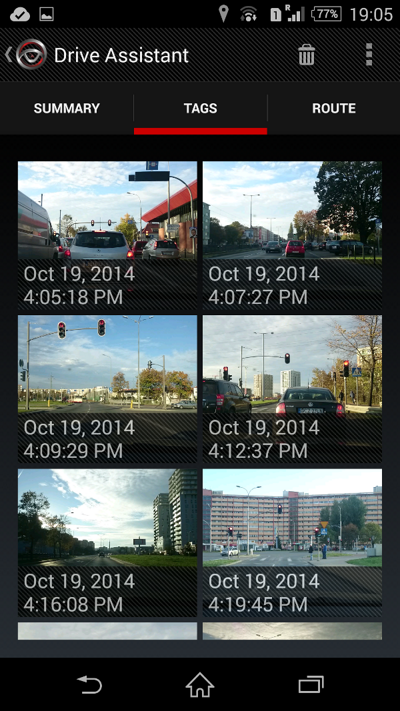 1 R 77% 19:05
Drive Assistant
SUMMARY TAGS ROUTE
Oct 19, 2014
4:05:18 PM
Oct 19, 2014
4:07:27 PM
Oct 19, 2014
4:09:29 PM
Oct 19, 2014
4:12:37 PM
Oct 19, 2014
4:16:08 PM
Oct 19, 2014
4:19:45 PM